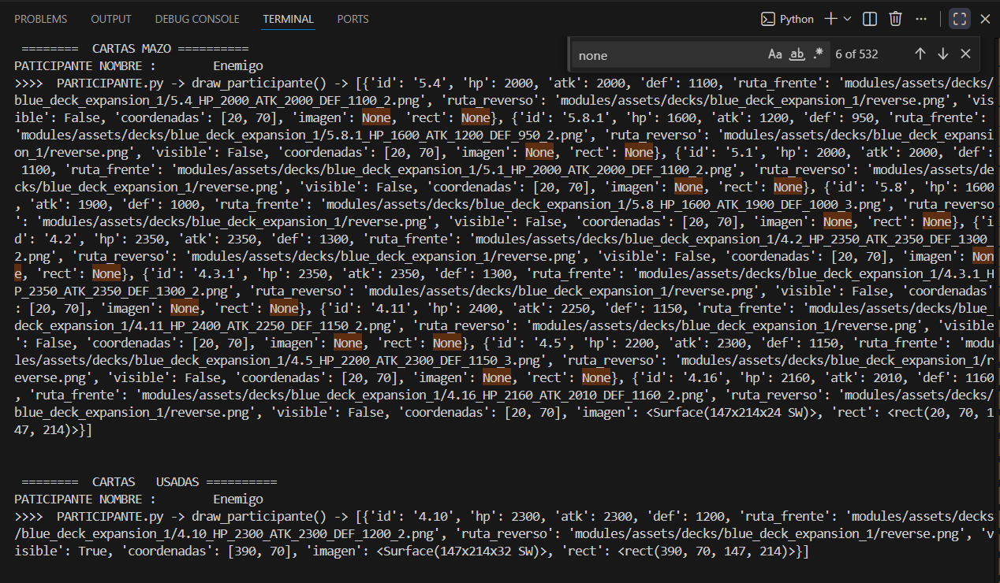 PROBLEMS OUTPUT DEBUG CONSOLE TERMINAL PORTS Python
none Aa ab .* 6 of 532
======== CARTAS MAZO ==========
PATICIPANTE NOMBRE : Enemigo
>>>> PARTICIPANTE.py -> draw_participante() -> [{'id': '5.4', 'hp': 2000, 'atk': 2000, 'def': 1100, 'ruta_frente': 'modules/assets/decks/
blue_deck_expansion_1/5.4_HP_2000_ATK_2000_DEF_1100_2.png', 'ruta_reverso': 'modules/assets/decks/blue_deck_expansion_1/reverse.png', 'vis
ible': False, 'coordenadas': [20, 70], 'imagen': None, 'rect': None}, {'id': '5.8.1', 'hp': 1600, 'atk': 1200, 'def': 950, 'ruta_frente':
'modules/assets/decks/blue_deck_expansion_1/5.8.1_HP_1600_ATK_1200_DEF_950_2.png', 'ruta_reverso': 'modules/assets/decks/blue_deck_expansi
on_1/reverse.png', 'visible': False, 'coordenadas': [20, 70], 'imagen': None, 'rect': None}, {'id': '5.1', 'hp': 2000, 'atk': 2000, 'def':
1100, 'ruta_frente': 'modules/assets/decks/blue_deck_expansion_1/5.1_HP_2000_ATK_2000_DEF_1100_2.png', 'ruta_reverso': 'modules/assets/de
cks/blue_deck_expansion_1/reverse.png', 'visible': False, 'coordenadas': [20, 70], 'imagen': None, 'rect': None}, {'id': '5.8', 'hp': 1600
, 'atk': 1900, 'def': 1000, 'ruta_frente': 'modules/assets/decks/blue_deck_expansion_1/5.8_HP_1600_ATK_1900_DEF_1000_3.png', 'ruta_reverso
': 'modules/assets/decks/blue_deck_expansion_1/reverse.png', 'visible': False, 'coordenadas': [20, 70], 'imagen': None, 'rect': None}, {'i
d': '4.2', 'hp': 2350, 'atk': 2350, 'def': 1300, 'ruta_frente': 'modules/assets/decks/blue_deck_expansion_1/4.2_HP_2350_ATK_2350_DEF_1300_
2.png', 'ruta_reverso': 'modules/assets/decks/blue_deck_expansion_1/reverse.png', 'visible': False, 'coordenadas': [20, 70], 'imagen': Non
e, 'rect': None}, {'id': '4.3.1', 'hp': 2350, 'atk': 2350, 'def': 1300, 'ruta_frente': 'modules/assets/decks/blue_deck_expansion_1/4.3.1_H
P_2350_ATK_2350_DEF_1300_2.png', 'ruta_reverso': 'modules/assets/decks/blue_deck_expansion_1/reverse.png', 'visible': False, 'coordenadas'
: [20, 70], 'imagen': None, 'rect': None}, {'id': '4.11', 'hp': 2400, 'atk': 2250, 'def': 1150, 'ruta_frente': 'modules/assets/decks/blue_
deck_expansion_1/4.11_HP_2400_ATK_2250_DEF_1150_2.png', 'ruta_reverso': 'modules/assets/decks/blue_deck_expansion_1/reverse.png', 'visible
': False, 'coordenadas': [20, 70], 'imagen': None, 'rect': None}, {'id': '4.5', 'hp': 2200, 'atk': 2300, 'def': 1150, 'ruta_frente': 'modu
les/assets/decks/blue_deck_expansion_1/4.5_HP_2200_ATK_2300_DEF_1150_3.png', 'ruta_reverso': 'modules/assets/decks/blue_deck_expansion_1/r
everse.png', 'visible': False, 'coordenadas': [20, 70], 'imagen': None, 'rect': None}, {'id': '4.16', 'hp': 2160, 'atk': 2010, 'def': 1160
, 'ruta_frente': 'modules/assets/decks/blue_deck_expansion_1/4.16_HP_2160_ATK_2010_DEF_1160_2.png', 'ruta_reverso': 'modules/assets/decks/
blue_deck_expansion_1/reverse.png', 'visible': False, 'coordenadas': [20, 70], 'imagen': <Surface(147x214x24 SW)>, 'rect': <rect(20, 70, 1
47, 214)>}]
======== CARTAS USADAS ==========
PATICIPANTE NOMBRE : Enemigo
>>>> PARTICIPANTE.py -> draw_participante() -> [{'id': '4.10', 'hp': 2300, 'atk': 2300, 'def': 1200, 'ruta_frente': 'modules/assets/decks
/blue_deck_expansion_1/4.10_HP_2300_ATK_2300_DEF_1200_2.png', 'ruta_reverso': 'modules/assets/decks/blue_deck_expansion_1/reverse.png', 'v
isible': True, 'coordenadas': [390, 70], 'imagen': <Surface(147x214x32 SW)>, 'rect': <rect(390, 70, 147, 214)>}]